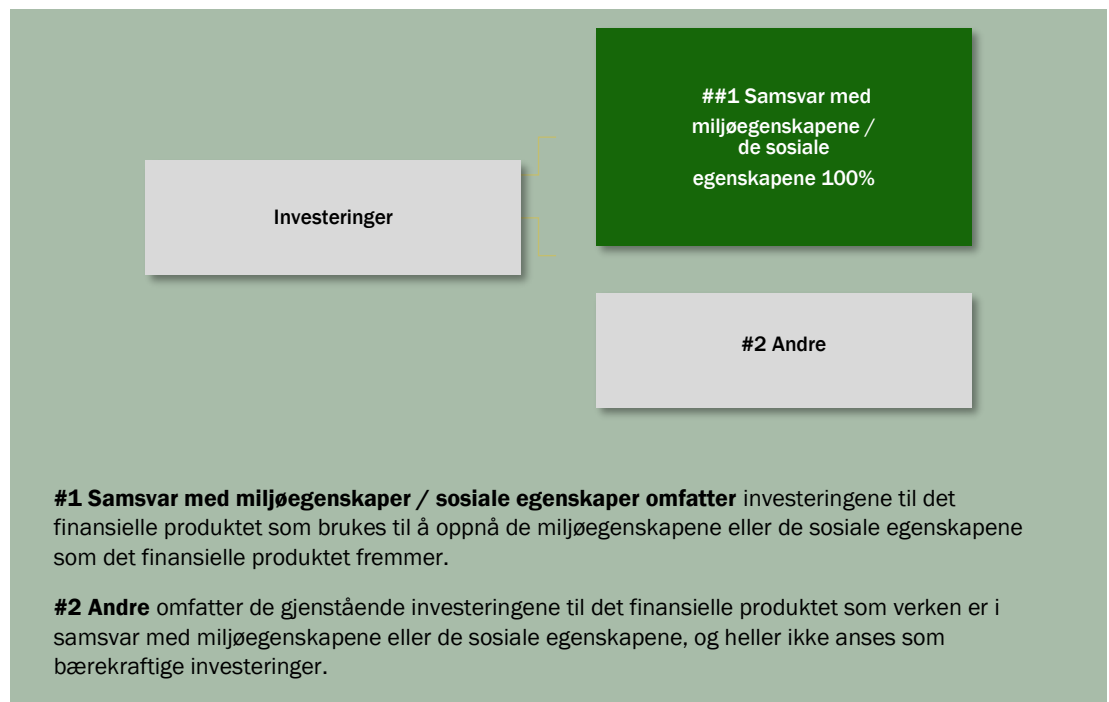 ##1 Samsvar med
miljøegenskapene /
de sosiale
egenskapene 100%
Investeringer
#2 Andre
#1 Samsvar med miljøegenskaper / sosiale egenskaper omfatter investeringene til det
finansielle produktet som brukes til å oppnå de miljøegenskapene eller de sosiale egenskapene
som det finansielle produktet fremmer.
#2 Andre omfatter de gjenstående investeringene til det finansielle produktet som verken er i
samsvar med miljøegenskapene eller de sosiale egenskapene, og heller ikke anses som
bærekraftige investeringer.